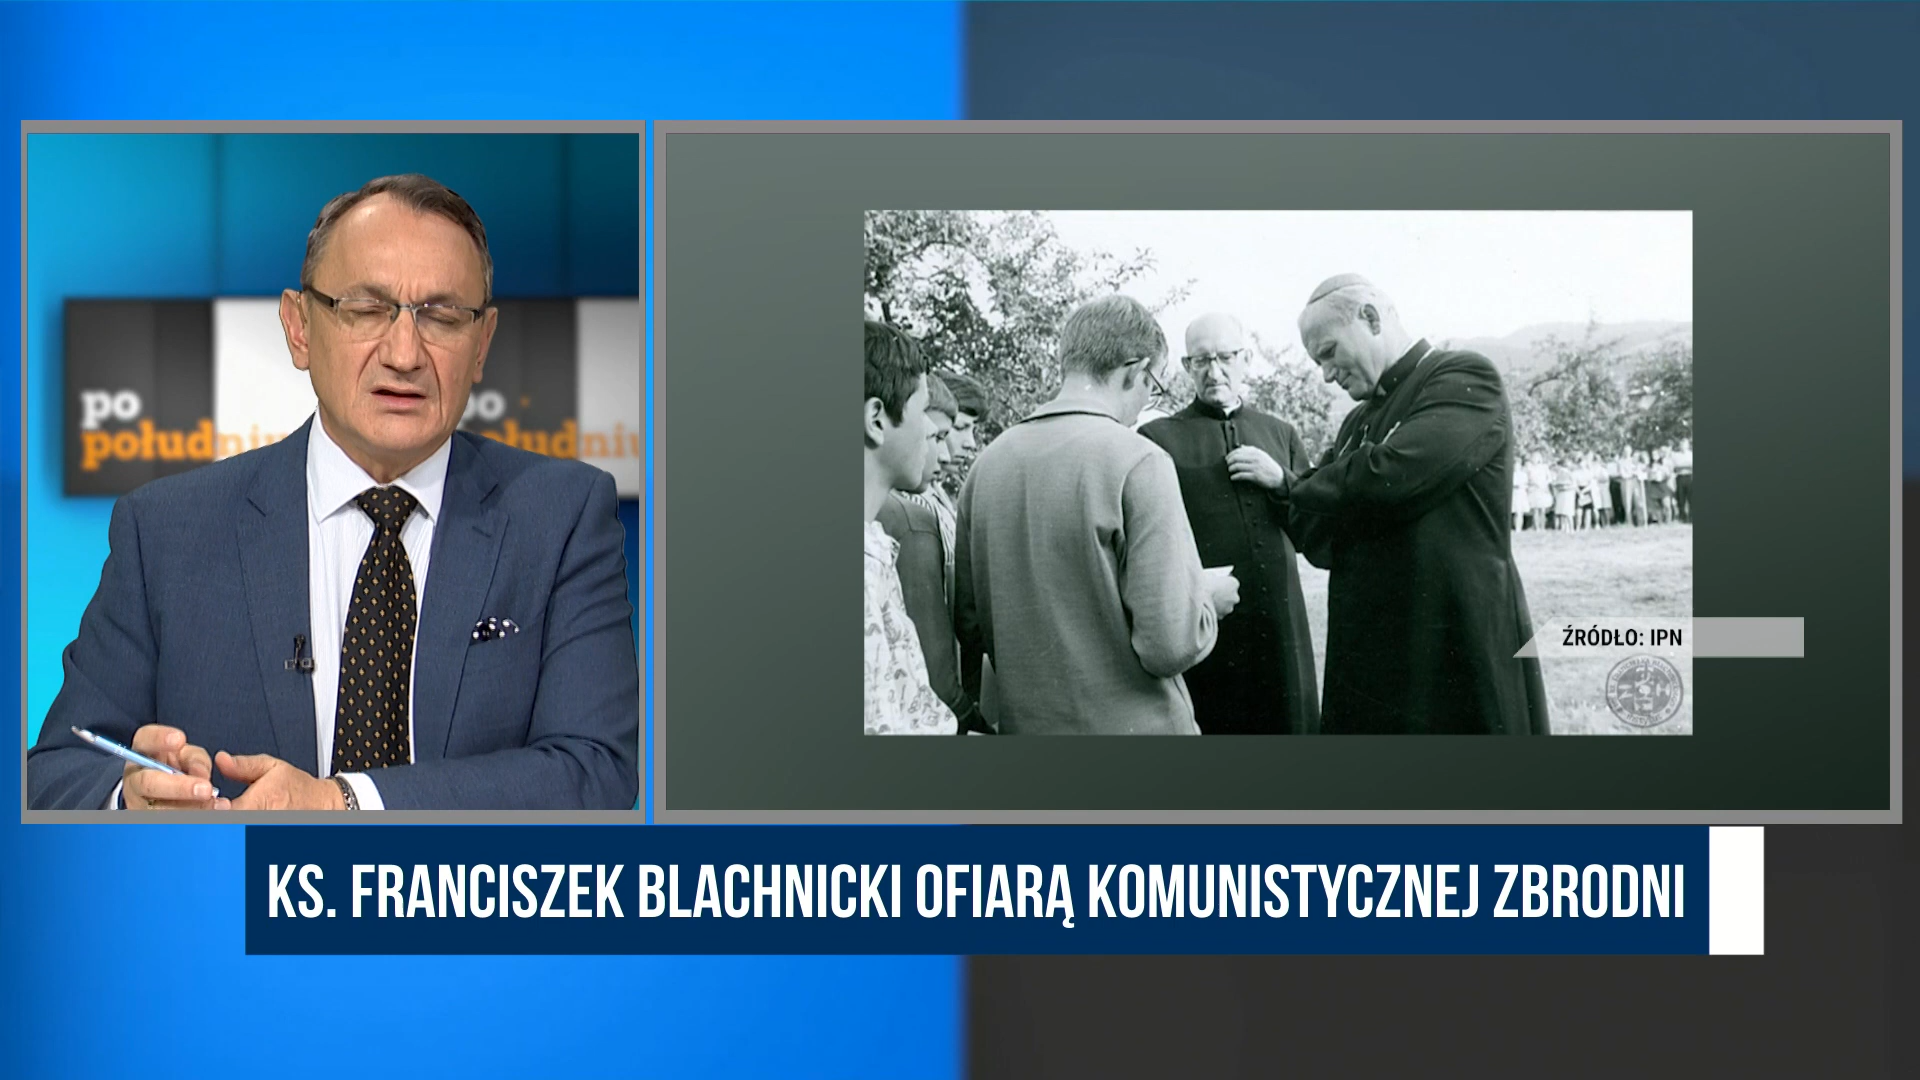 po
południu
po
południu
ŹRÓDŁO: IPN
KS. FRANCISZEK BLACHNICKI OFIARĄ KOMUNISTYCZNEJ ZBRODNI